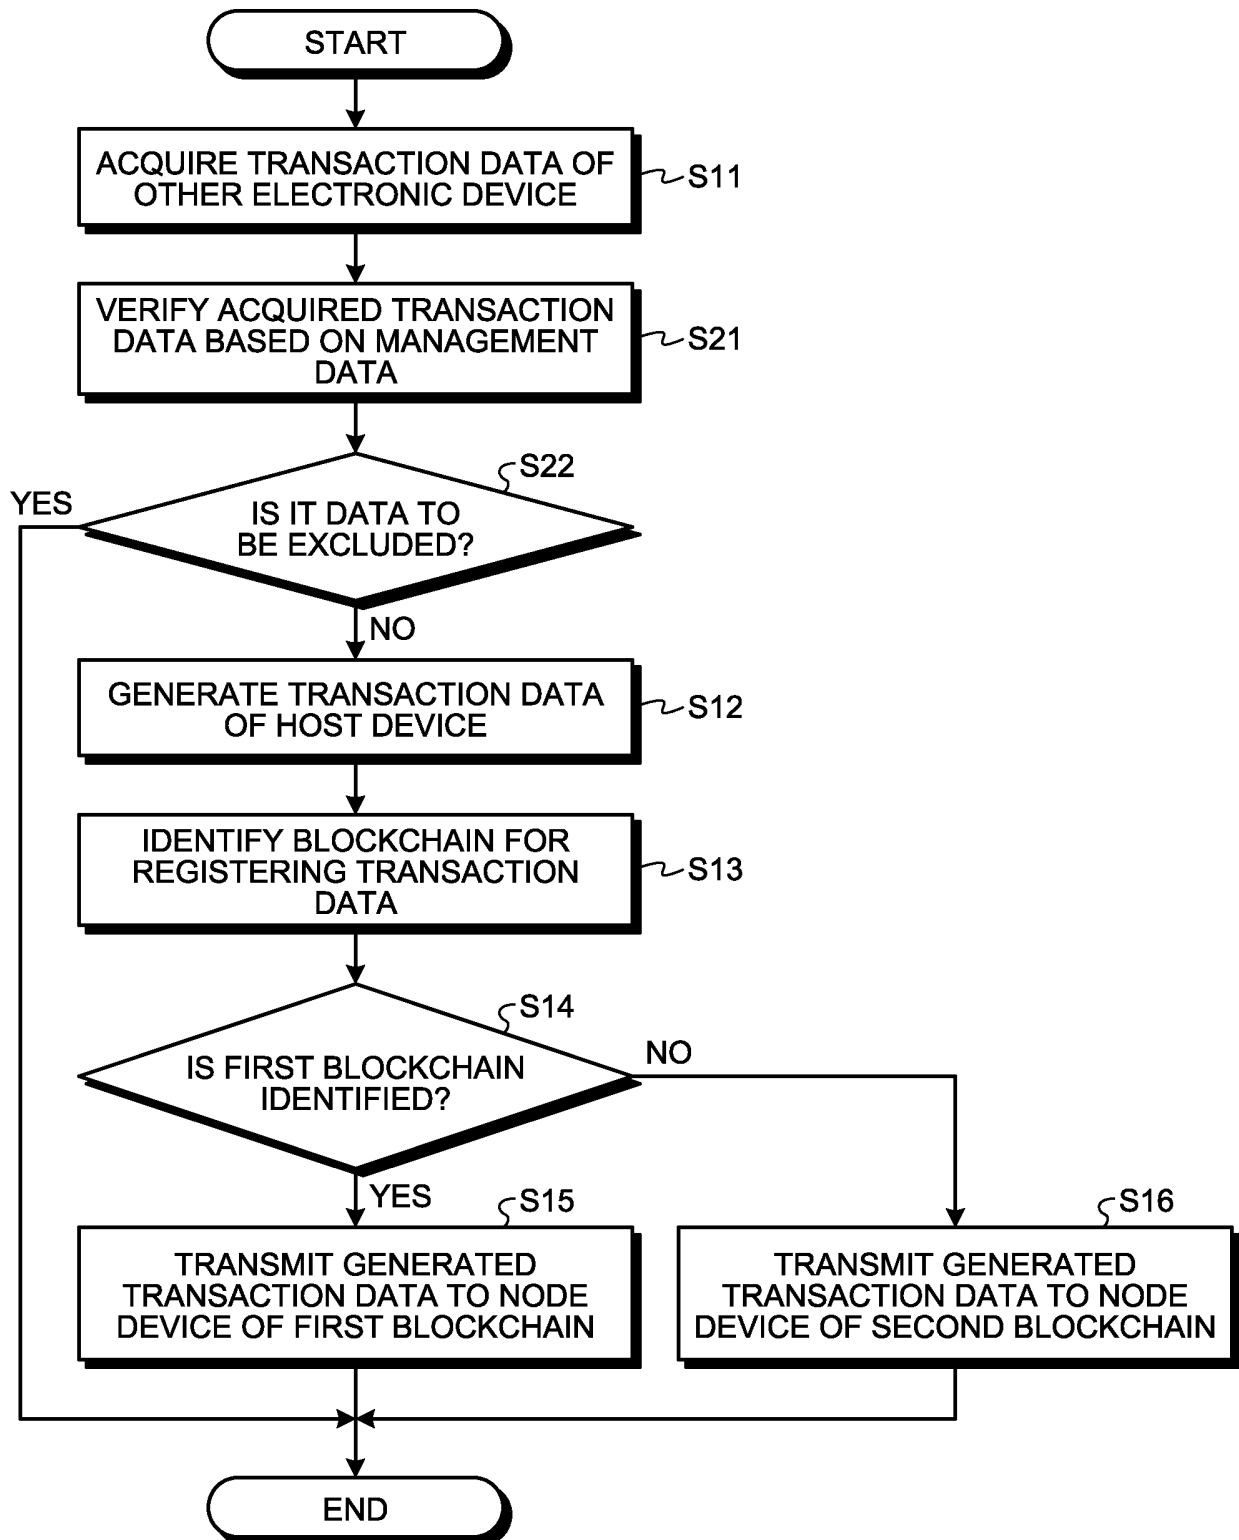 START
ACQUIRE TRANSACTION DATA OF
OTHER ELECTRONIC DEVICE
S11
VERIFY ACQUIRED TRANSACTION
DATA BASED ON MANAGEMENT
DATA
S21
S22
YES
IS IT DATA TO
BE EXCLUDED?
NO
GENERATE TRANSACTION DATA
OF HOST DEVICE
S12
IDENTIFY BLOCKCHAIN FOR
REGISTERING TRANSACTION
DATA
S13
S14
NO
IS FIRST BLOCKCHAIN
IDENTIFIED?
YES
S15
TRANSMIT GENERATED
TRANSACTION DATA TO NODE
DEVICE OF FIRST BLOCKCHAIN
S16
TRANSMIT GENERATED
TRANSACTION DATA TO NODE
DEVICE OF SECOND BLOCKCHAIN
END